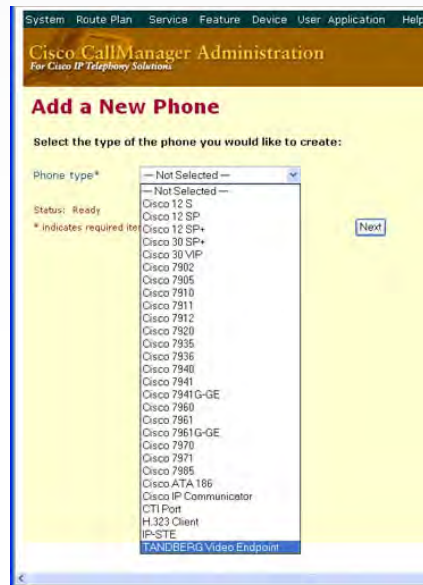 System Route Plan Service Feature Device User Application Help
Cisco CallManager Administration
For Cisco IP Telephony Solutions
Add a New Phone
Select the type of the phone you would like to create:
Phone type* — Not Selected —
— Not Selected —
Cisco 12 S
Cisco 12 SP
Cisco 12 SP+
Cisco 30 SP+
Cisco 30 VIP
Cisco 7902
Cisco 7905
Cisco 7910
Cisco 7911
Cisco 7912
Cisco 7920
Cisco 7935
Cisco 7936
Cisco 7940
Cisco 7941
Cisco 7941G-GE
Cisco 7960
Cisco 7961
Cisco 7961G-GE
Cisco 7970
Cisco 7971
Cisco 7985
Cisco ATA 186
Cisco IP Communicator
CTI Port
H.323 Client
IP-STE
TANDBERG Video Endpoint
Status: Ready
* indicates required iter
Next